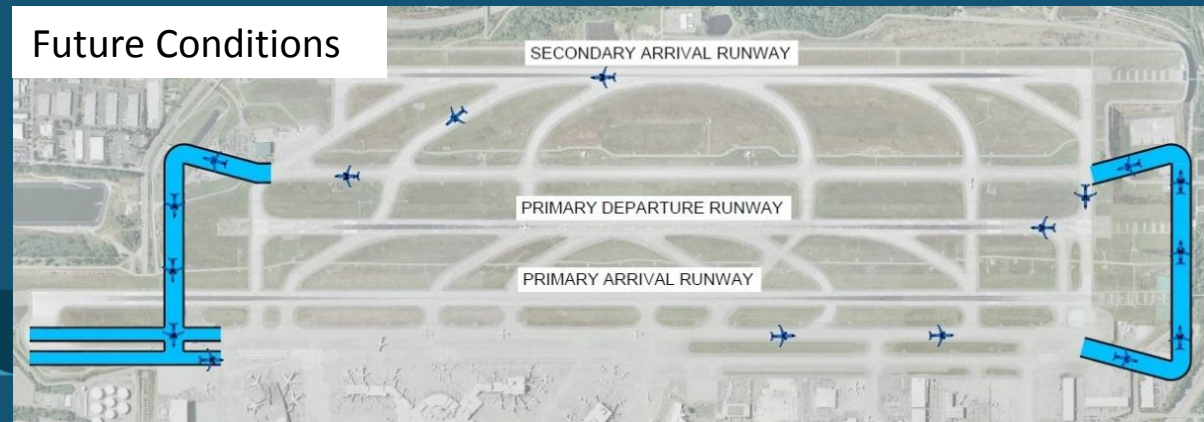 Future Conditions
SECONDARY ARRIVAL RUNWAY
PRIMARY DEPARTURE RUNWAY
PRIMARY ARRIVAL RUNWAY